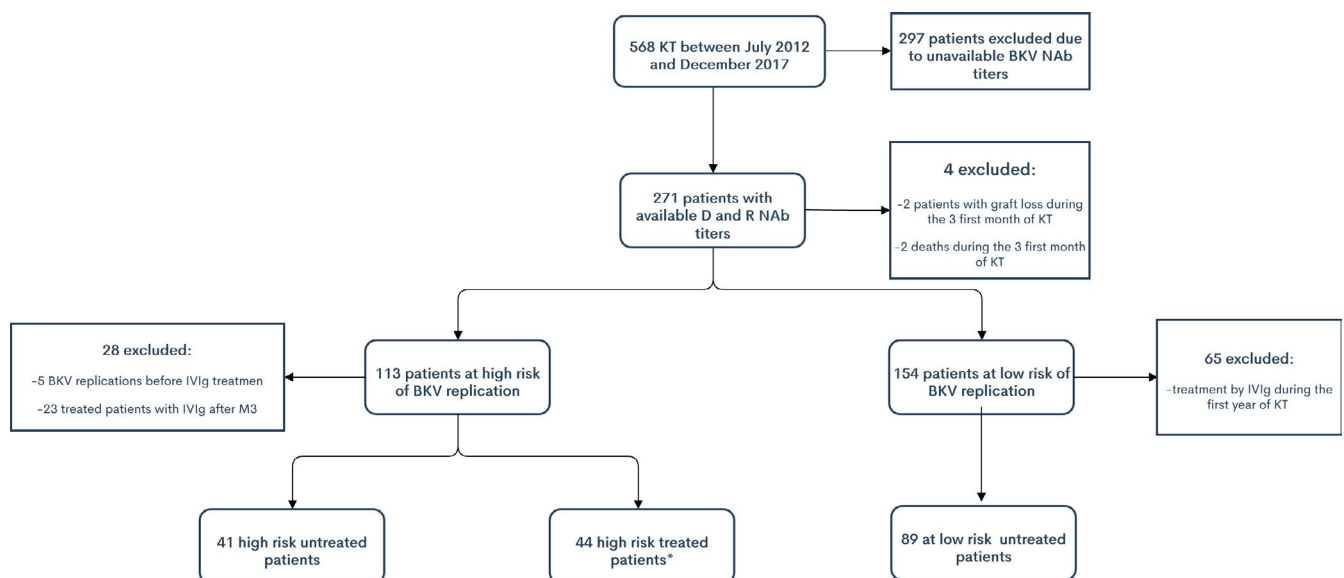 568 KT between July 2012
and December 2017
297 patients excluded due
to unavailable BKV NAb
titers
271 patients with
available D and R NAb
titers
4 excluded:
-2 patients with graft loss during
the 3 first month of KT
-2 deaths during the 3 first month
of KT
28 excluded:
-5 BKV replications before IVIg treatmen
-23 treated patients with IVIg after M3
113 patients at high risk
of BKV replication
154 patients at low risk of
BKV replication
65 excluded:
-treatment by IVIg during the
first year of KT
41 high risk untreated
patients
44 high risk treated
patients*
89 at low risk untreated
patients